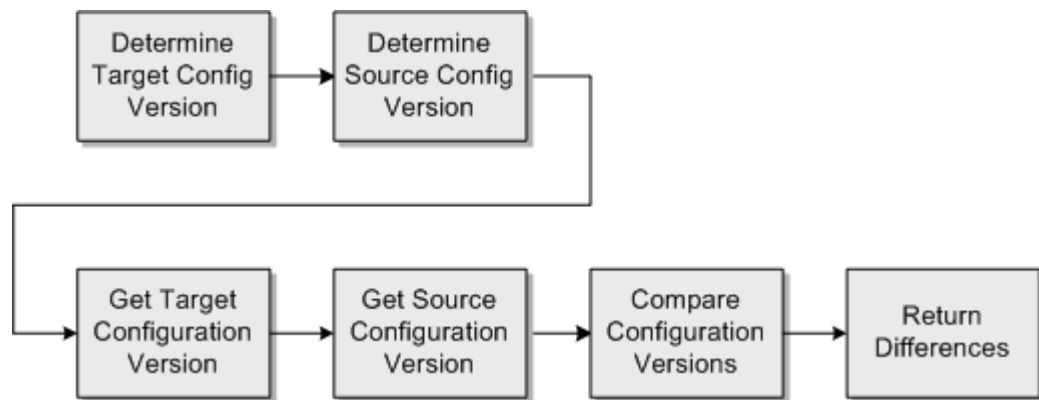 Determine
Target Config
Version
Determine
Source Config
Version
Get Target
Configuration
Version
Get Source
Configuration
Version
Compare
Configuration
Versions
Return
Differences